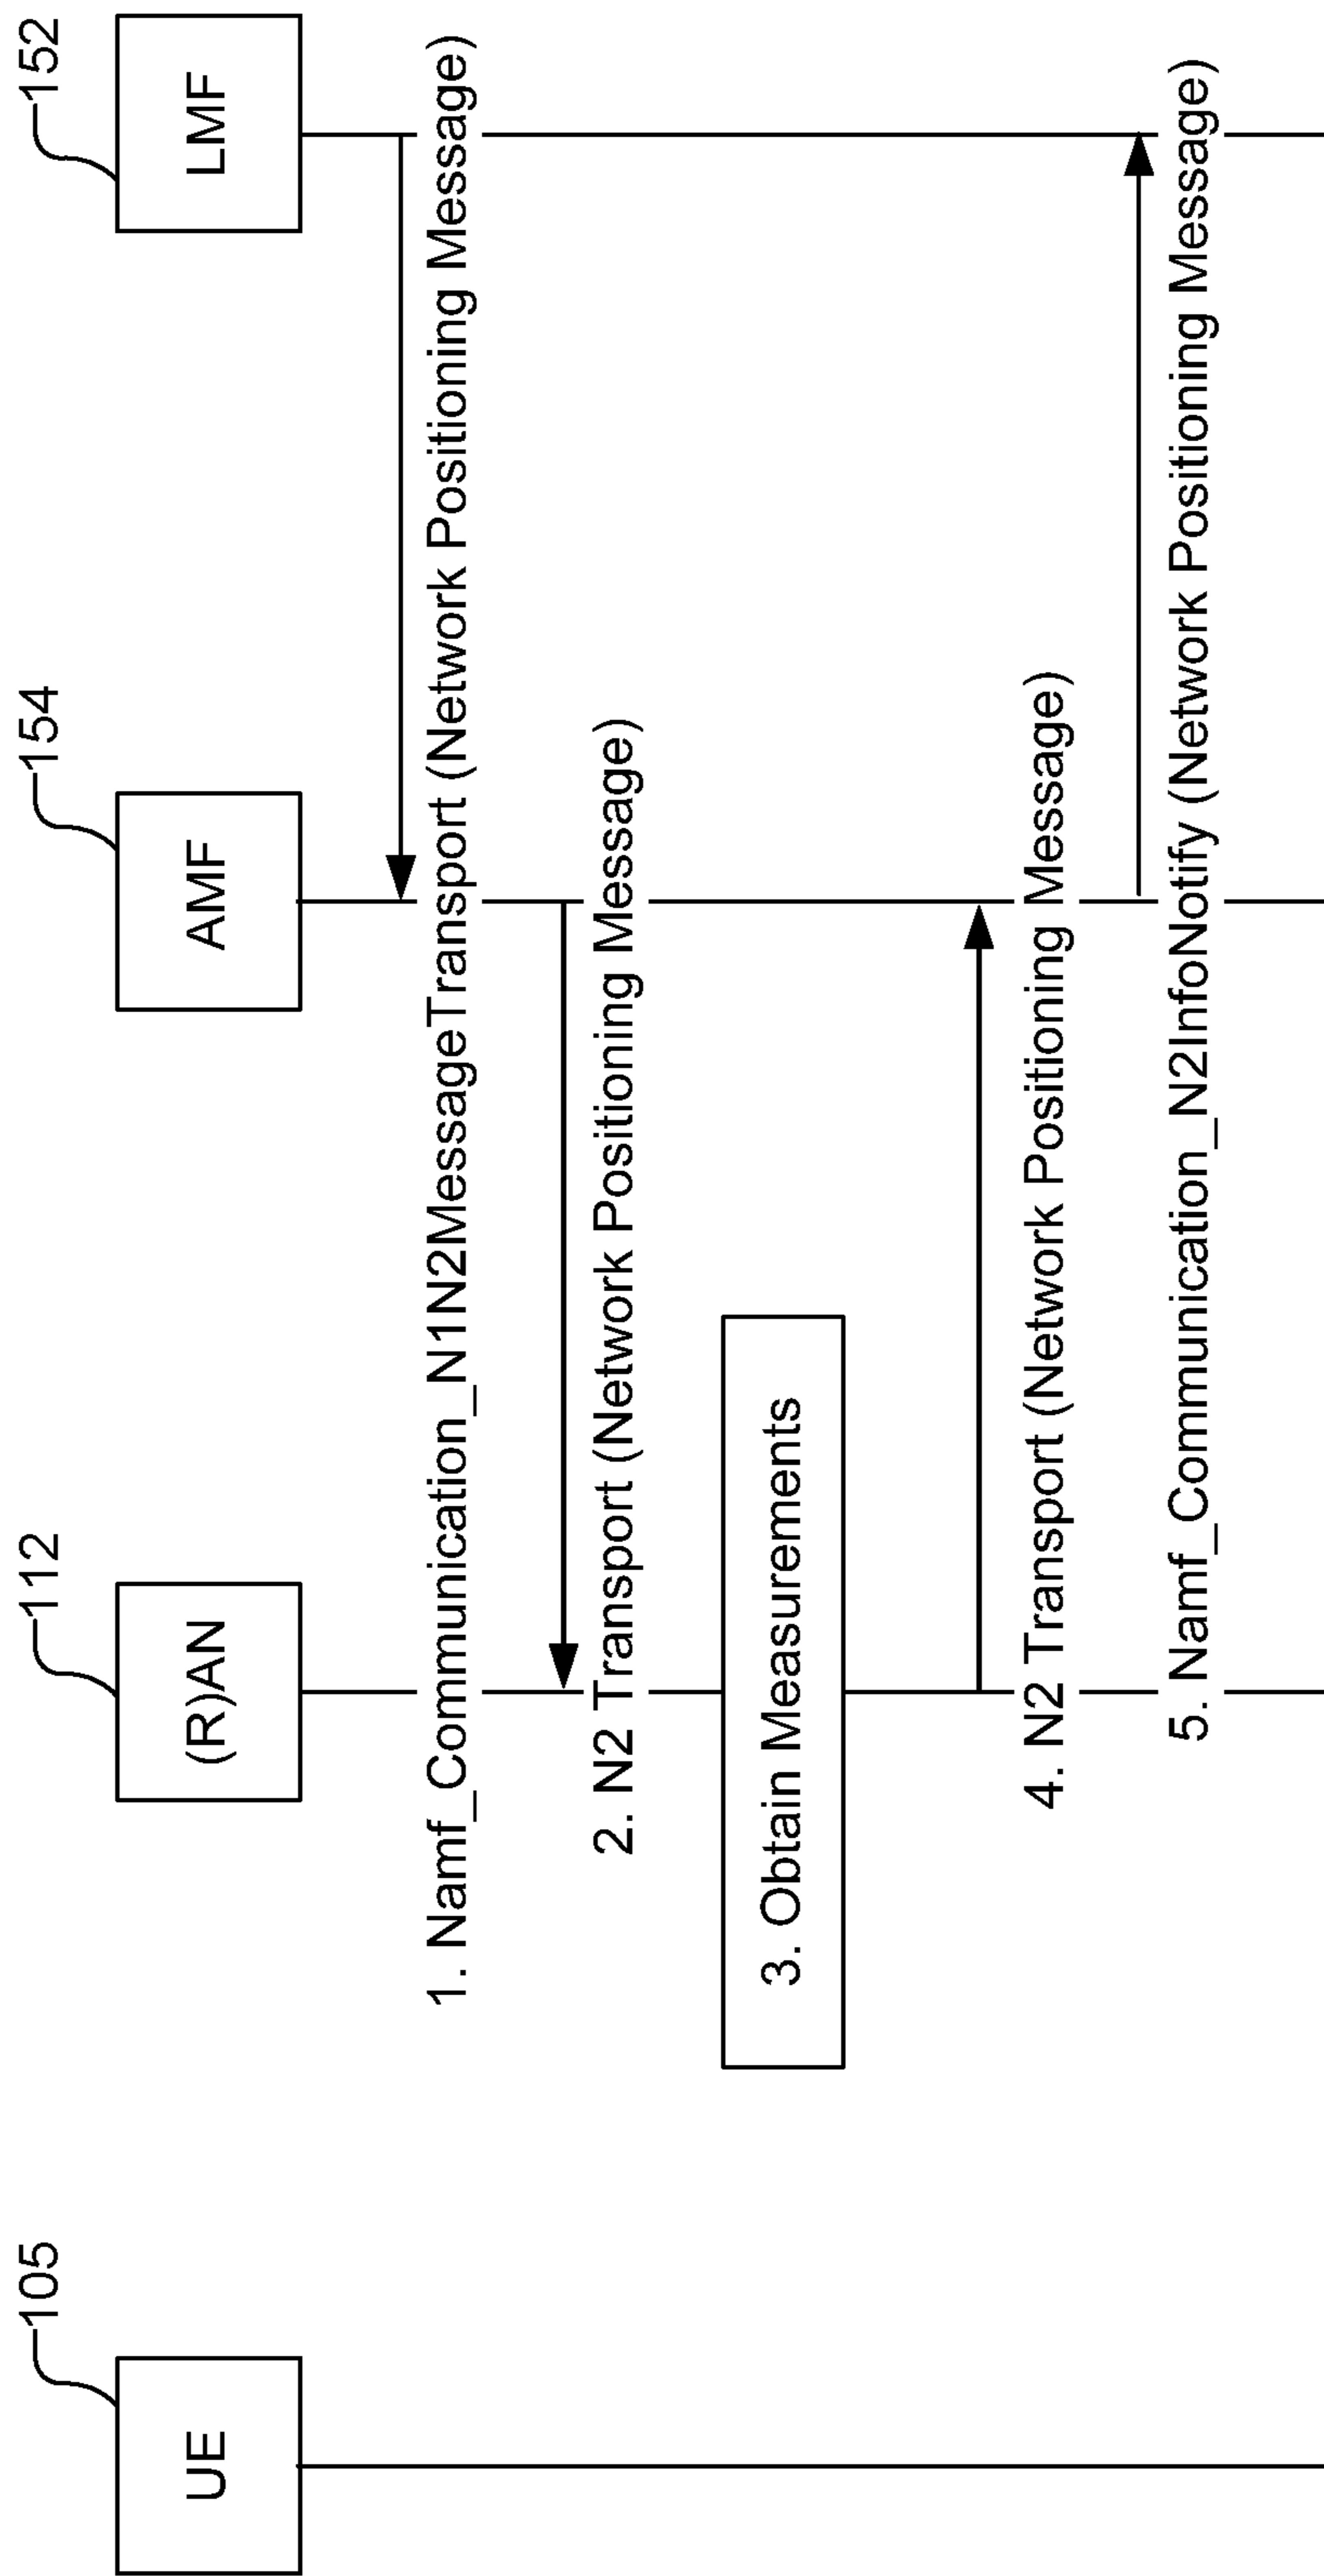 105
112
154
152
UE
(R)AN
AMF
LMF
1. Namf_Communication_N1N2MessageTransport (Network Positioning Message)
2. N2 Transport (Network Positioning Message)
3. Obtain Measurements
4. N2 Transport (Network Positioning Message)
5. Namf_Communication_N2InfoNotify (Network Positioning Message)